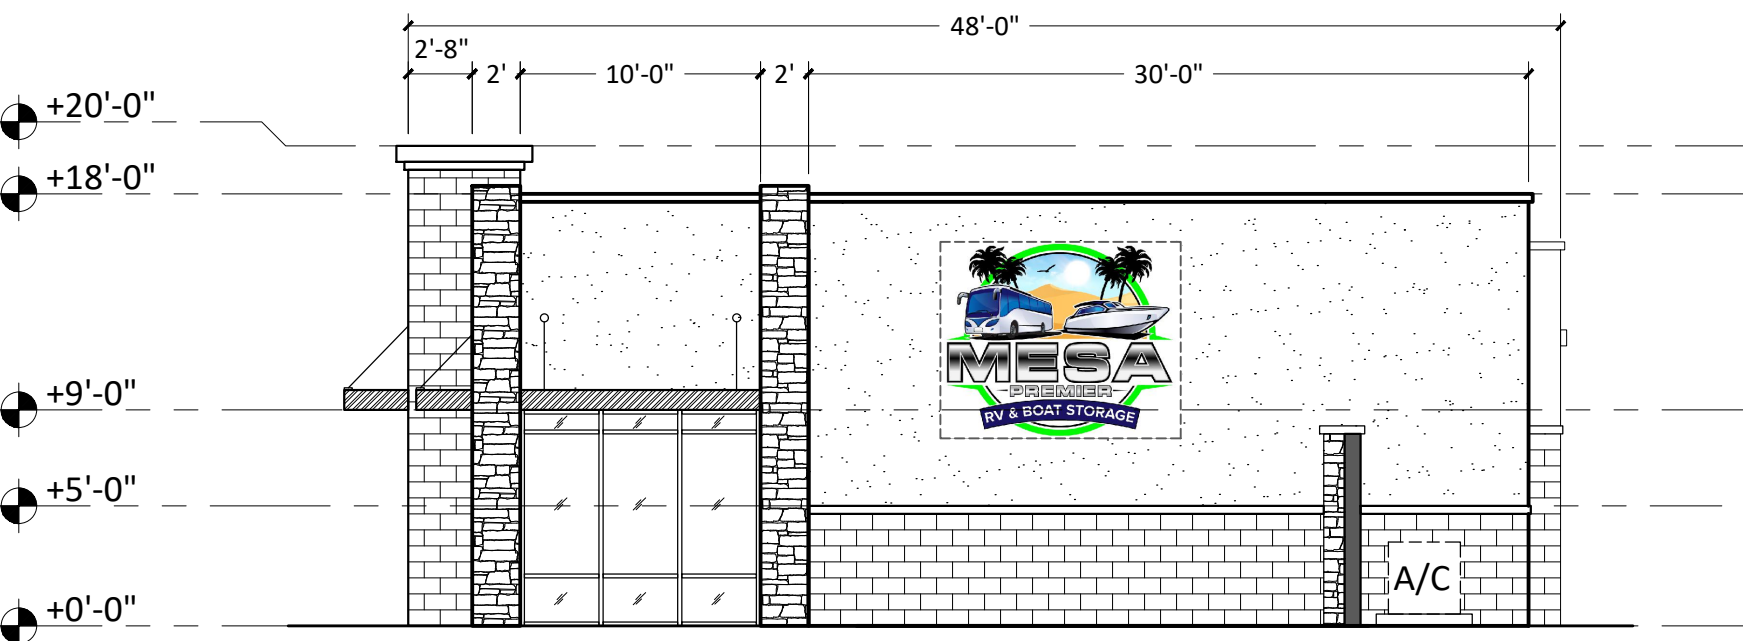 48'-0"
2'-8"
2'
10'-0"
2'
30'-0"
+20'-0"
+18'-0"
+9'-0"
+5'-0"
+0'-0"
MESA
PREMIER
RV & BOAT STORAGE
A/C